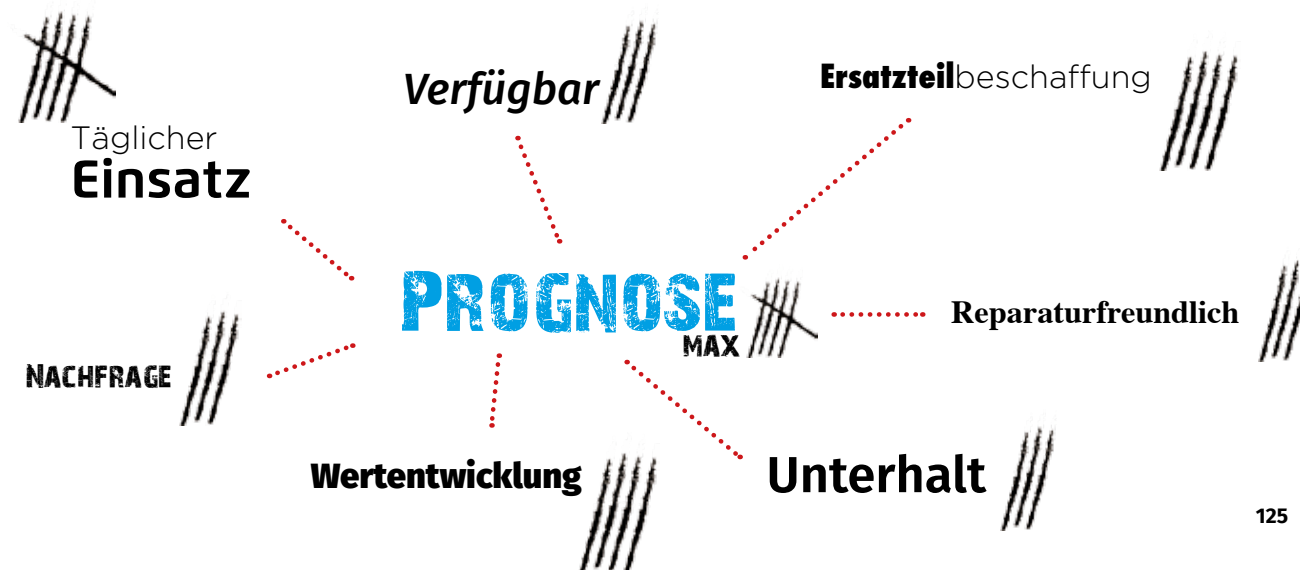 Verfügbar
Ersatzteilbeschaffung
Täglicher
Einsatz
PROGNOSE
MAX
Reparaturfreundlich
NACHFRAGE
Wertentwicklung
Unterhalt
125